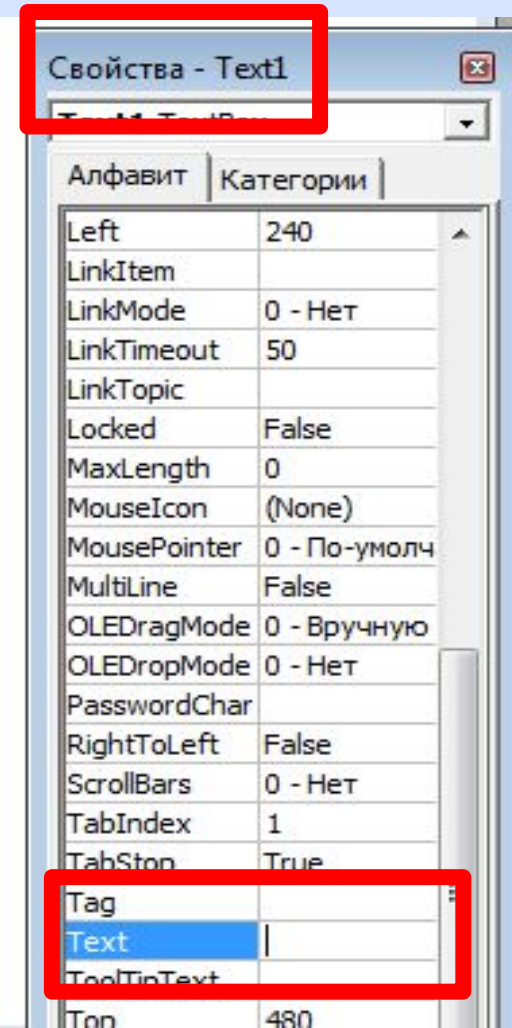 Свойства - Text1
Text1 TextBox
Алфавит Категории
Left 240
LinkItem
LinkMode 0 - Нет
LinkTimeout 50
LinkTopic
Locked False
MaxLength 0
MouseIcon (None)
MousePointer 0 - По-умолч
MultiLine False
OLEDragMode 0 - Вручную
OLEDropMode 0 - Нет
PasswordChar
RightToLeft False
ScrollBars 0 - Нет
TabIndex 1
TabStop True
Tag
Text
ToolTipText
Top 480